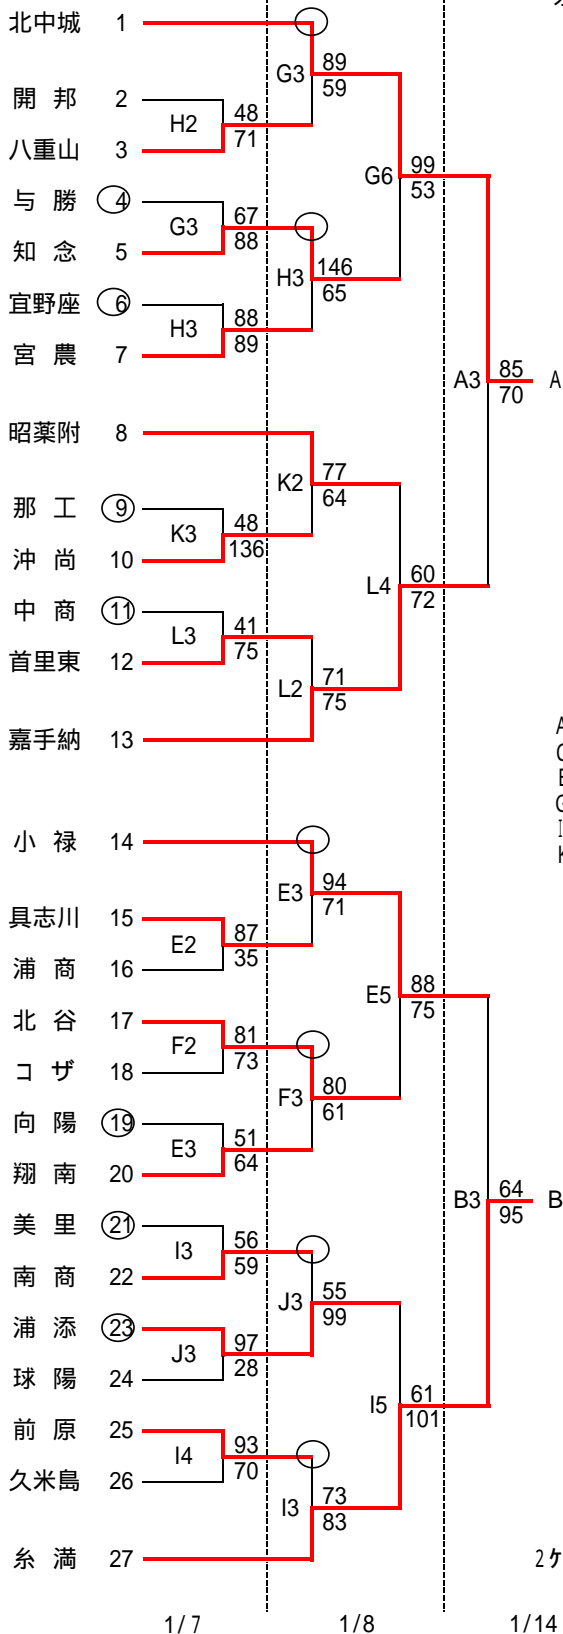 北中城 1
89
G3
59
開 邦 2
48
H2
八重山 3
71
99
G6
53
与 勝 4
67
G3
知 念 5
88
146
H3
65
宜野座 6
88
H3
宮 農 7
89
85
A3
70
A
昭薬附 8
77
K2
64
那 工 9
48
K3
沖 尚 10
136
60
L4
72
中 商 11
41
L3
首里東 12
75
71
L2
75
嘉手納 13
小 禄 14
94
E3
71
具志川 15
87
E2
浦 商 16
35
88
E5
75
北 谷 17
81
F2
コ ザ 18
73
80
F3
61
向 陽 19
51
E3
翔 南 20
64
64
B3
95
B
美 里 21
56
I3
南 商 22
59
55
J3
99
浦 添 23
97
J3
球 陽 24
28
61
I5
101
前 原 25
93
I4
久米島 26
70
73
I3
83
糸 満 27
2ケ
1/7 1/8 1/14